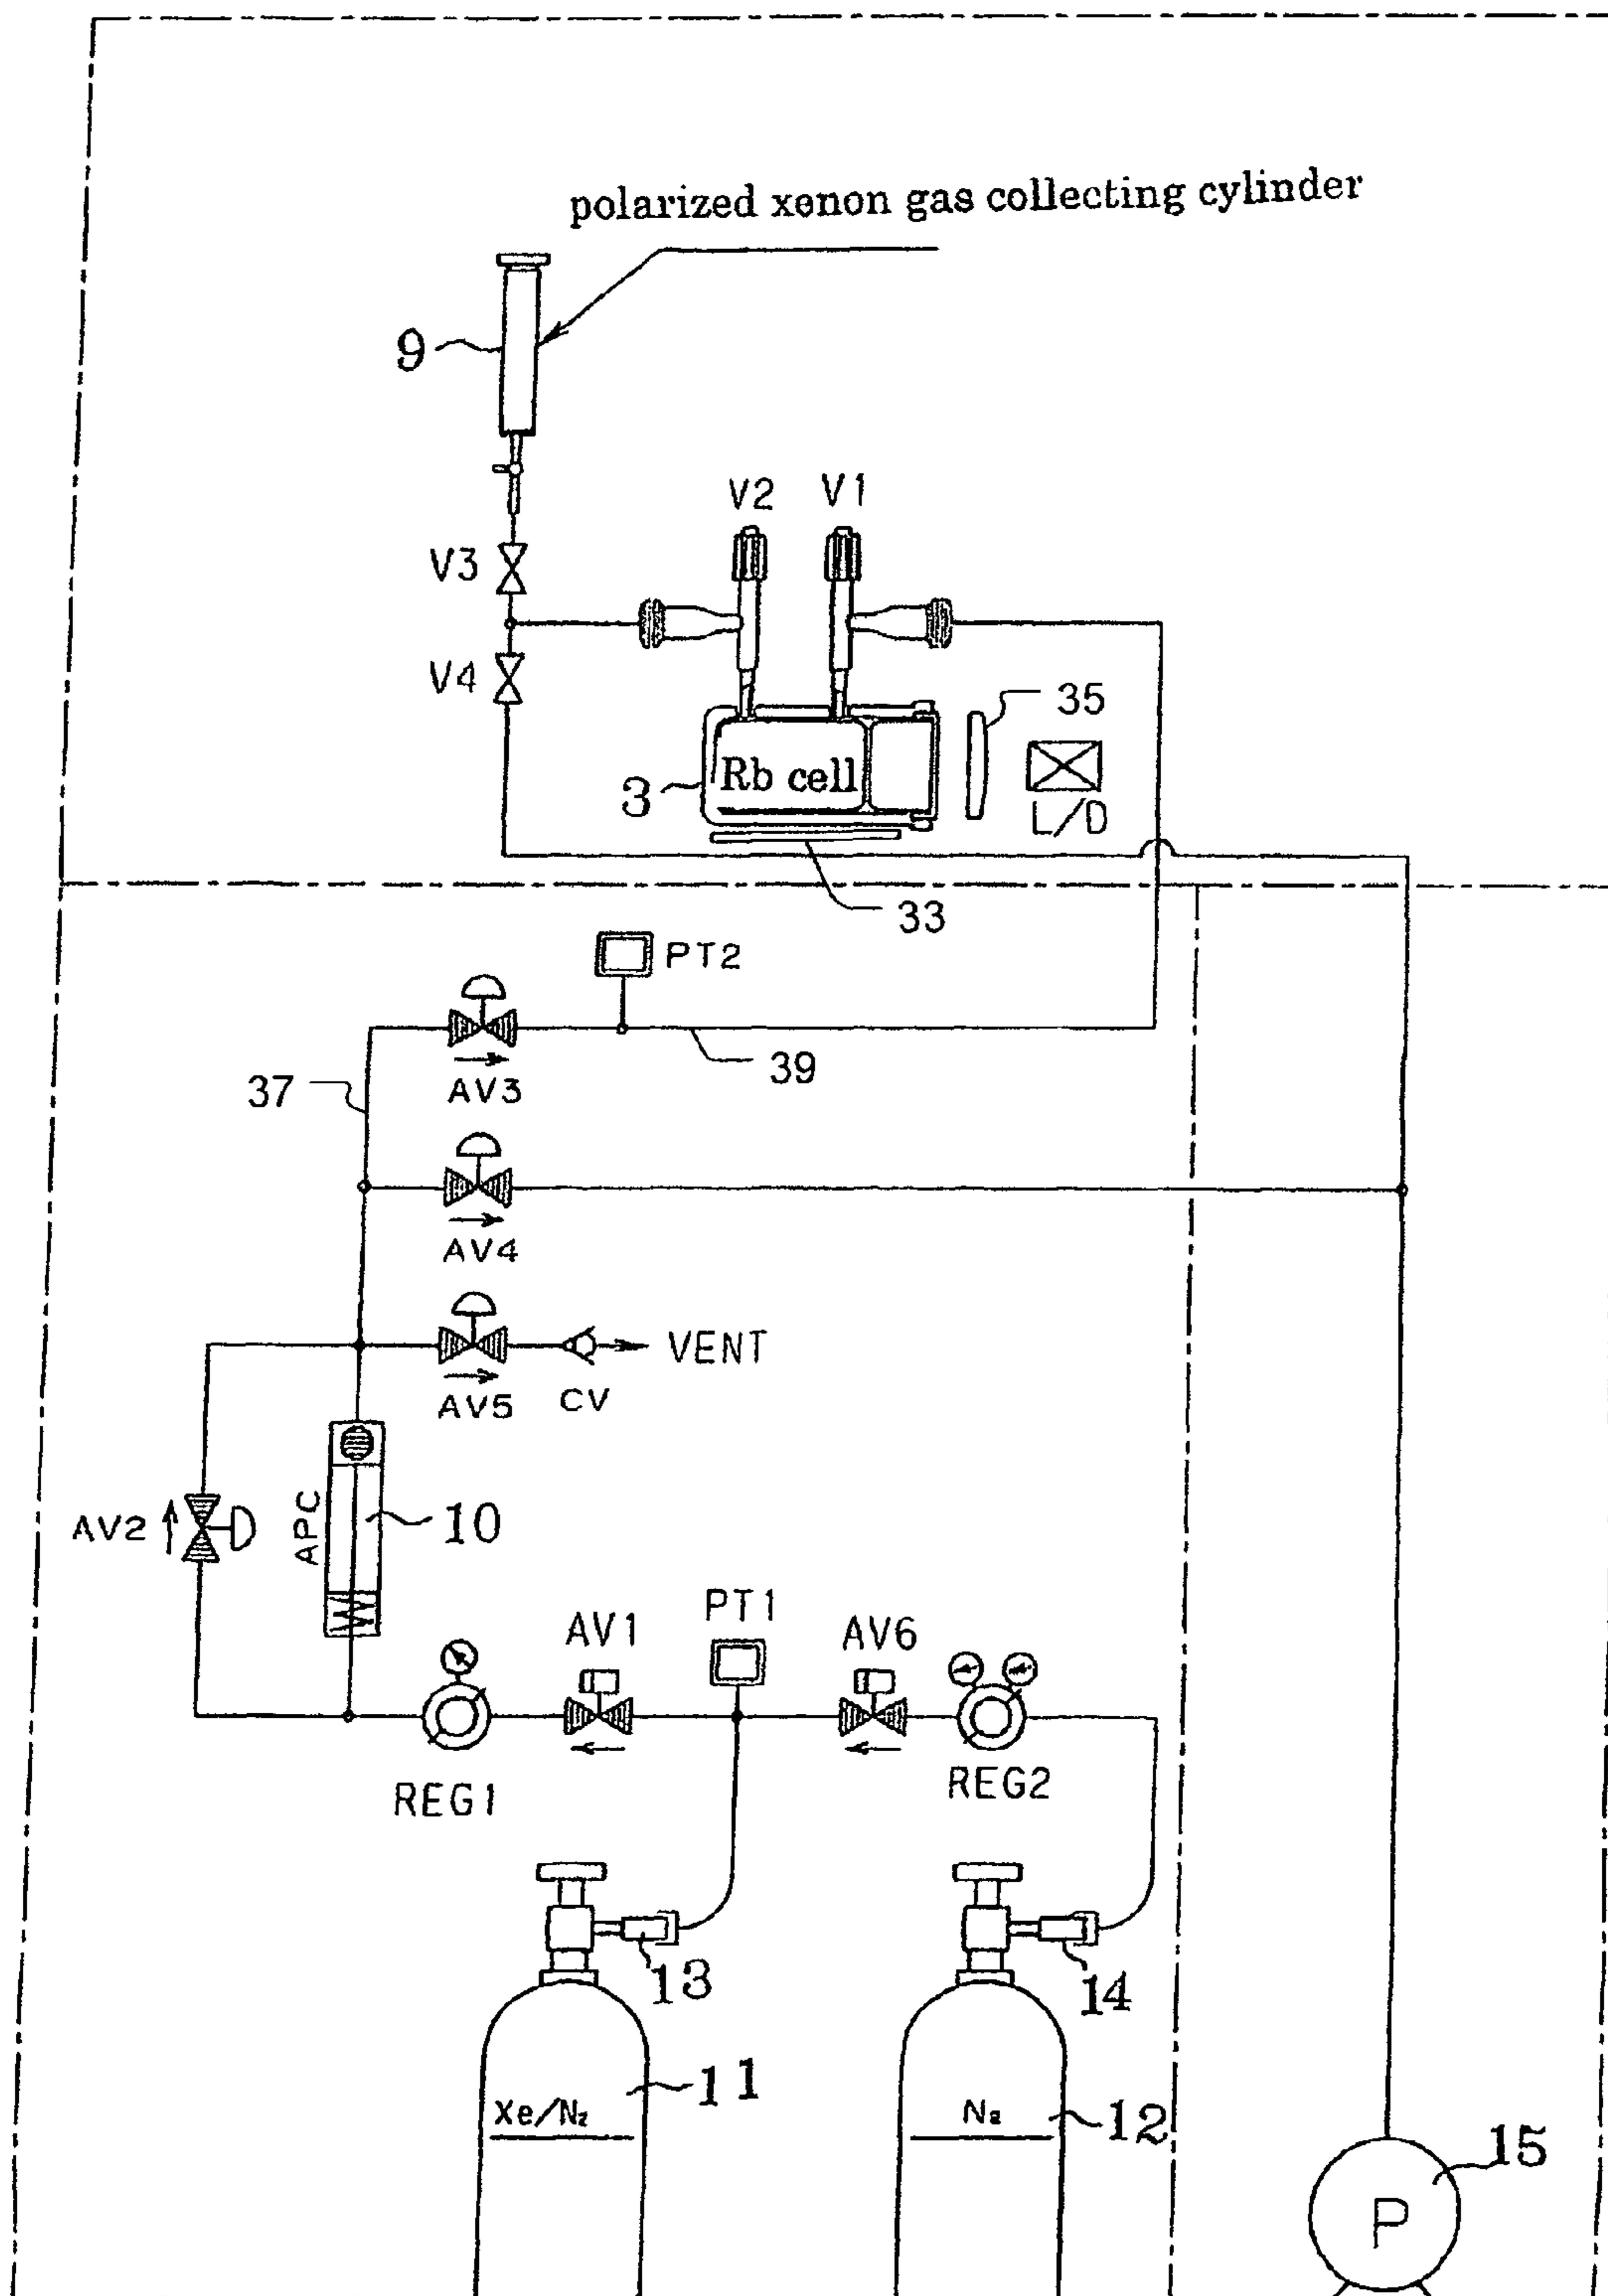 polarized xenon gas collecting cylinder
9
V2
V1
V3
V4
35
3
Rb cell
L/D
33
PT2
39
AV3
37
AV4
VENT
AV5
CV
AV2
APC
10
PT1
AV1
AV6
REG1
REG2
13
14
11
Xe/N₂
N₂
12
15
P